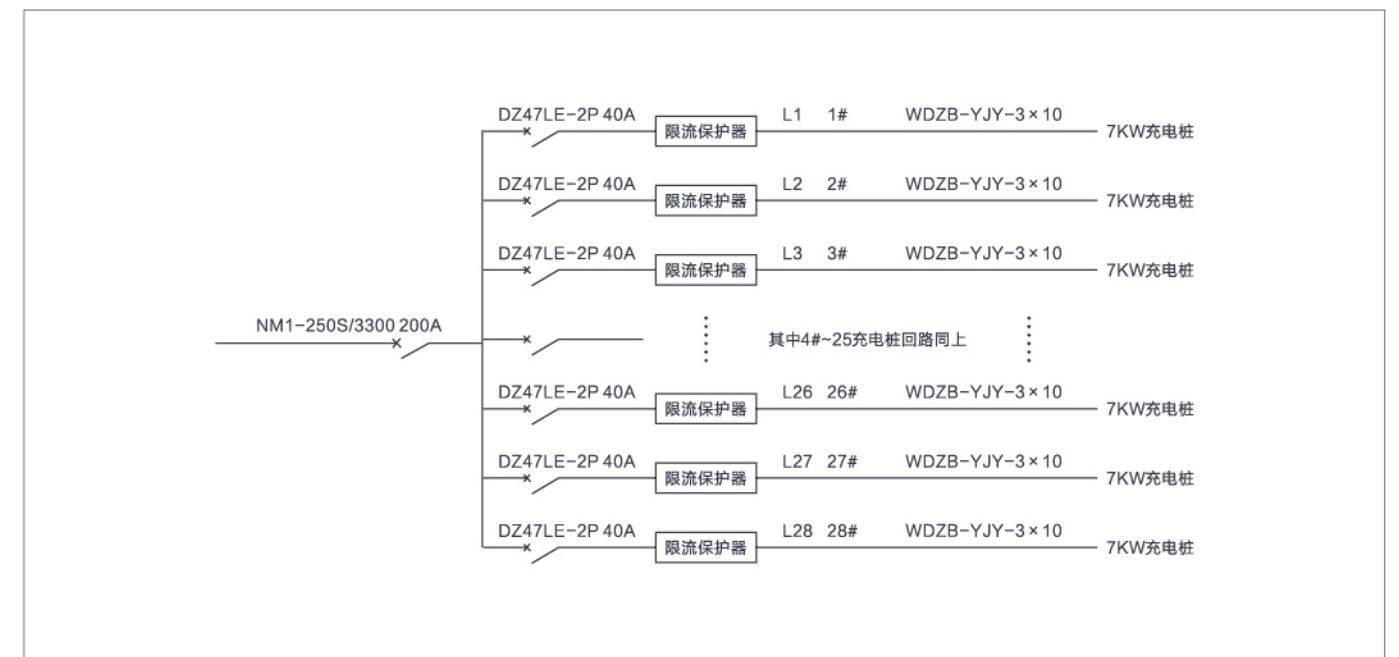 DZ47LE-2P 40A 限流保护器 L1 1# WDZB-YJY-3×10 7KW充电桩
DZ47LE-2P 40A 限流保护器 L2 2# WDZB-YJY-3×10 7KW充电桩
DZ47LE-2P 40A 限流保护器 L3 3# WDZB-YJY-3×10 7KW充电桩
NM1-250S/3300 200A 其中4#~25充电桩回路同上
DZ47LE-2P 40A 限流保护器 L26 26# WDZB-YJY-3×10 7KW充电桩
DZ47LE-2P 40A 限流保护器 L27 27# WDZB-YJY-3×10 7KW充电桩
DZ47LE-2P 40A 限流保护器 L28 28# WDZB-YJY-3×10 7KW充电桩